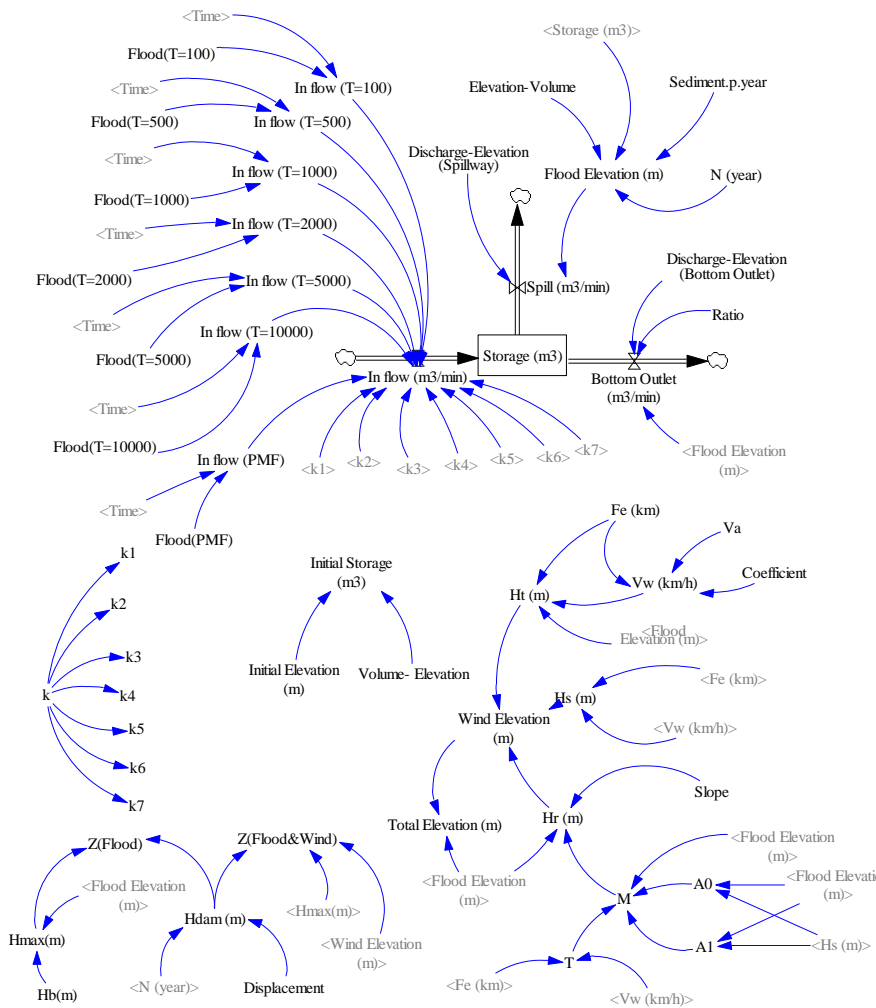 <Time>
Flood(T=100)
In flow (T=100)
<Time>
Flood(T=500)
In flow (T=500)
<Time>
In flow (T=1000)
Flood(T=1000)
<Time>
In flow (T=2000)
Flood(T=2000)
In flow (T=5000)
<Time>
Flood(T=5000)
In flow (T=10000)
<Time>
Flood(T=10000)
In flow (PMF)
<Time>
Flood(PMF)
<Storage (m3)>
Elevation-Volume
Sediment.p.year
Discharge-Elevation
(Spillway)
Flood Elevation (m)
N (year)
Spill (m3/min)
Discharge-Elevation
(Bottom Outlet)
Ratio
Storage (m3)
In flow (m3/min)
Bottom Outlet
(m3/min)
<k1>
<k2>
<k3>
<k4>
<k5>
<k6>
<k7>
<Flood Elevation
(m)>
k1
k2
k3
k
k4
k5
k6
k7
Initial Storage
(m3)
Initial Elevation
(m)
Volume- Elevation
Fe (km)
Va
Vw (km/h)
Coefficient
Ht (m)
<Flood
Elevation (m)>
<Fe (km)>
Hs (m)
<Vw (km/h)>
Wind Elevation
(m)
Slope
Total Elevation (m)
Hr (m)
<Flood Elevation
(m)>
<Flood Elevation
(m)>
M
A0
<Flood Elevati
(m)>
A1
<Hs (m)>
T
<Fe (km)>
<Vw (km/h)>
Z(Flood)
Z(Flood&Wind)
<Flood Elevation
(m)>
<Hmax(m)>
Hdam (m)
Hmax(m)
<Wind Elevation
(m)>
Hb(m)
<N (year)>
Displacement